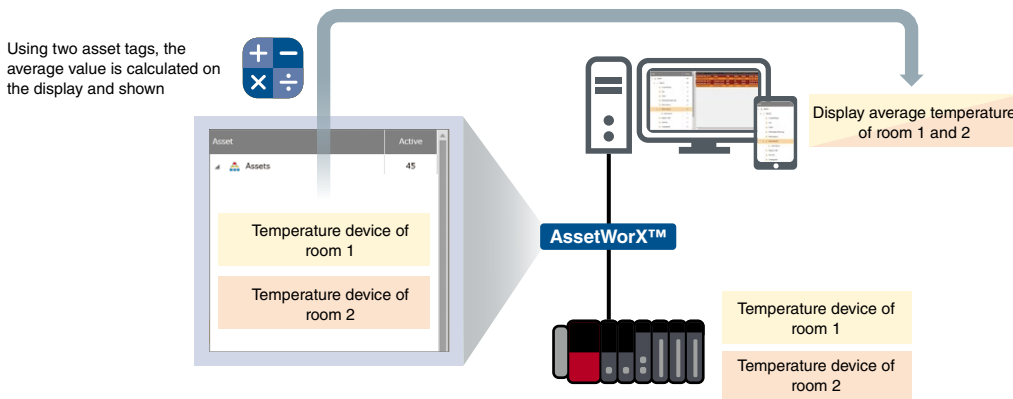 Using two asset tags, the
average value is calculated on
the display and shown
Asset
Active
Assets
45
Temperature device of
room 1
Temperature device of
room 2
Display average temperature
of room 1 and 2
AssetWorX™
Temperature device of
room 1
Temperature device of
room 2